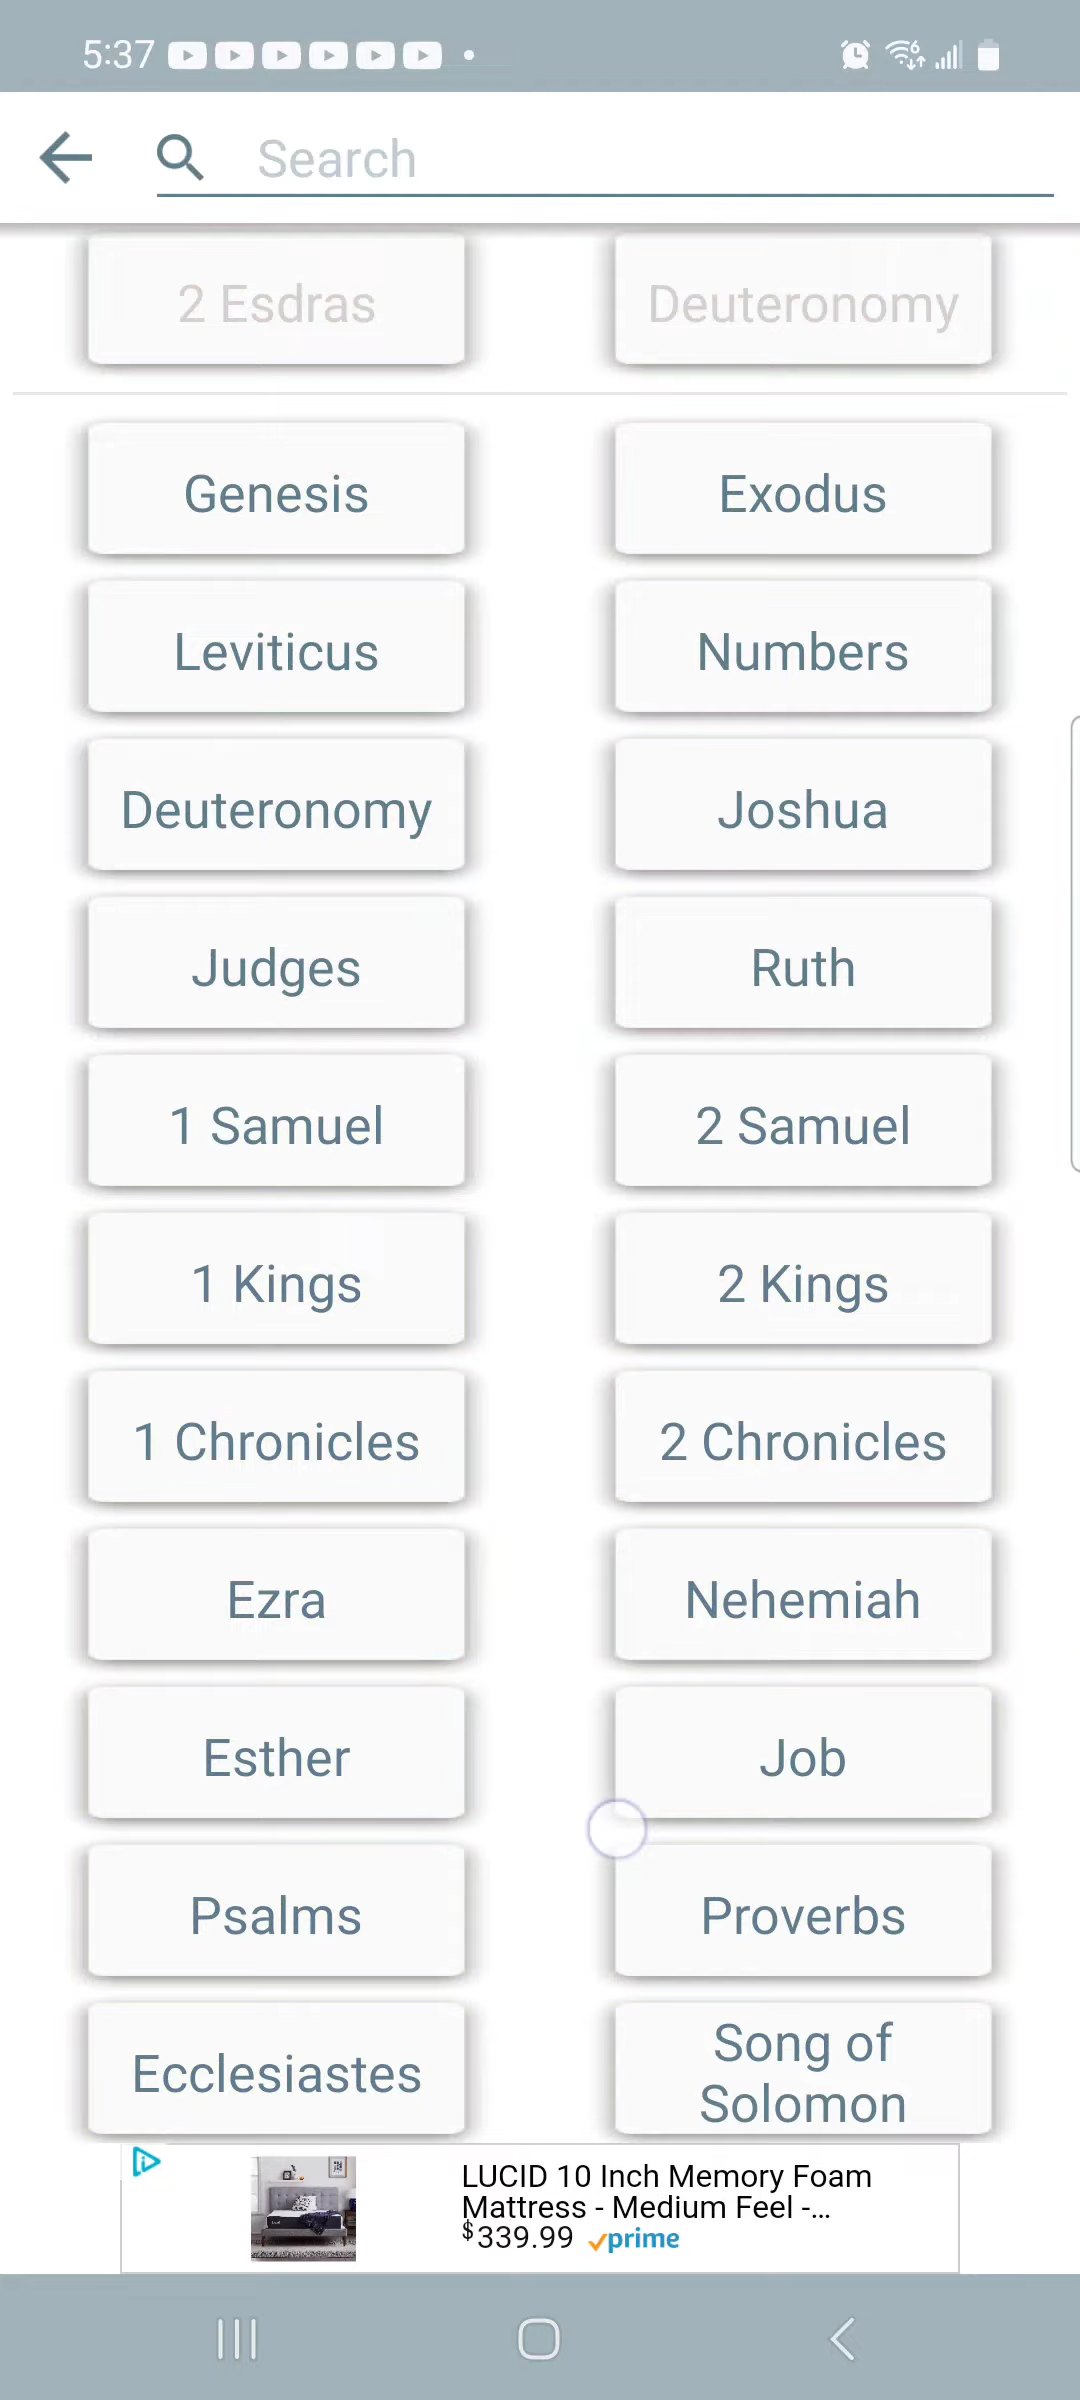 5:37
Search
2 Esdras
Deuteronomy
Genesis
Exodus
Leviticus
Numbers
Deuteronomy
Joshua
Judges
Ruth
1 Samuel
2 Samuel
1 Kings
2 Kings
1 Chronicles
2 Chronicles
Ezra
Nehemiah
Esther
Job
Psalms
Proverbs
Ecclesiastes
Song of
Solomon
LUCID 10 Inch Memory Foam
Mattress - Medium Feel -...
$339.99 prime